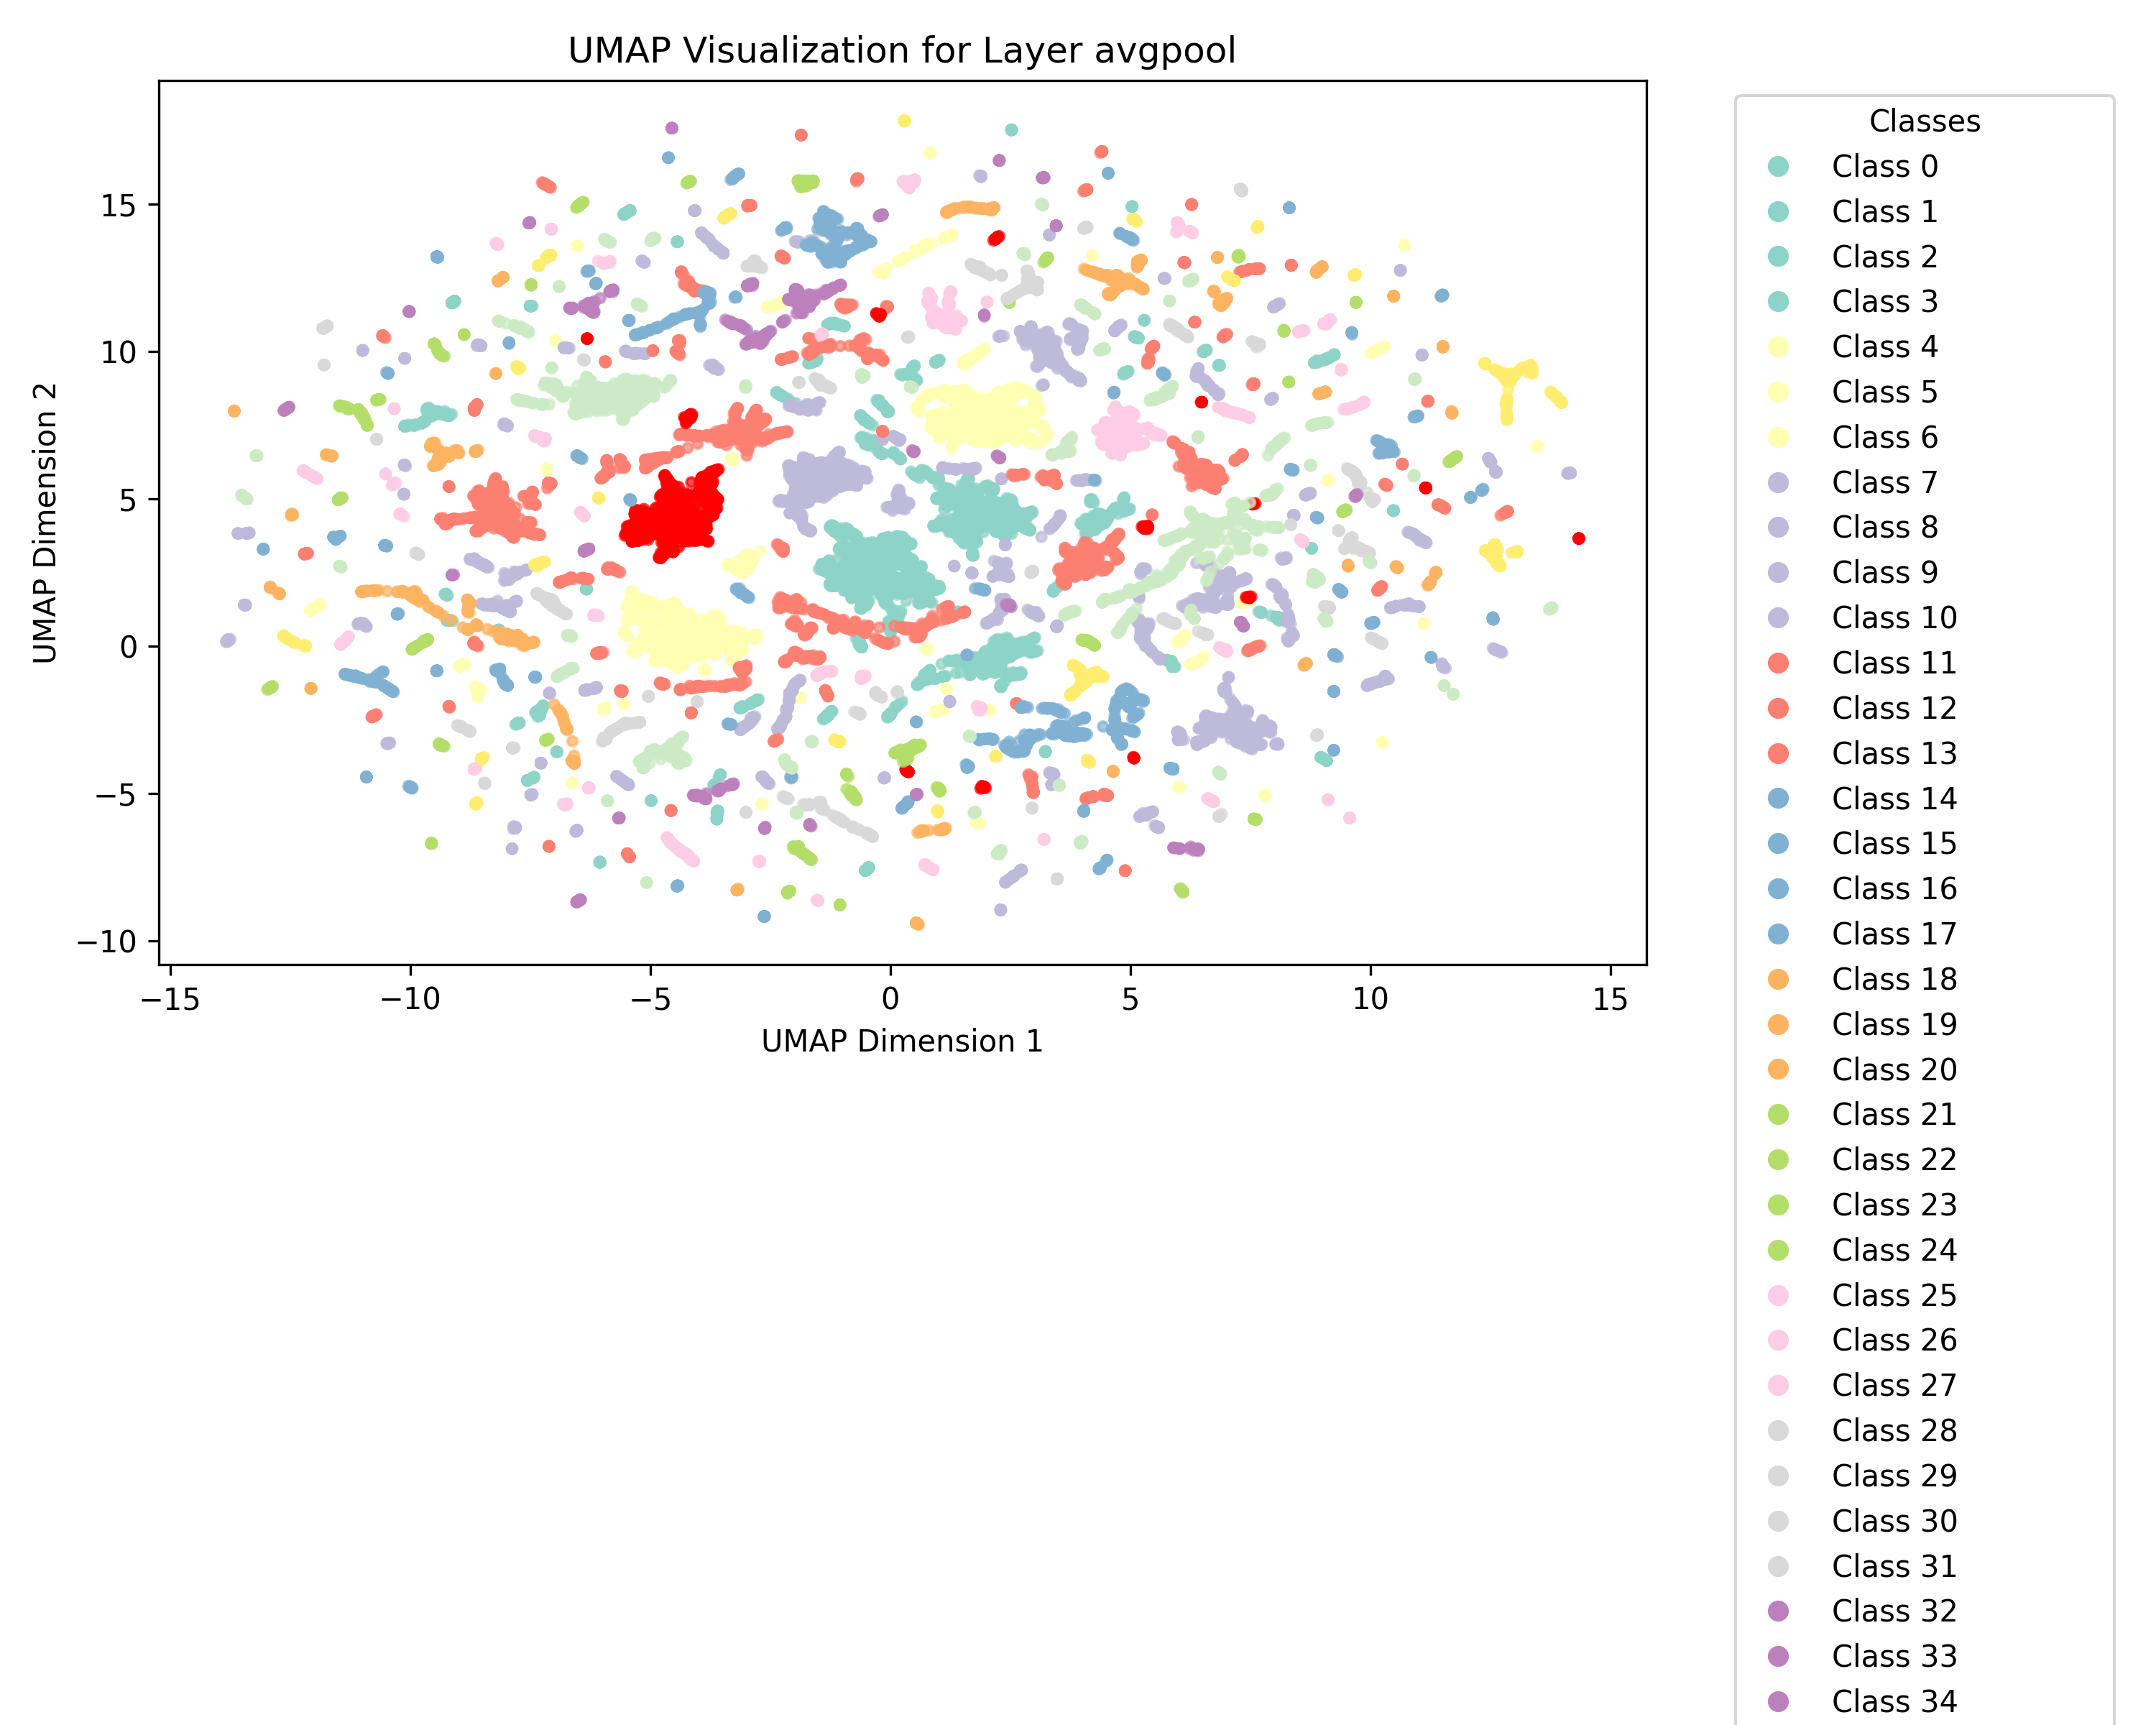 UMAP Visualization for Layer avgpool
UMAP Dimension 2
15
10
5
0
−5
−10
−15
−10
−5
0
5
10
15
UMAP Dimension 1
Classes
Class 0
Class 1
Class 2
Class 3
Class 4
Class 5
Class 6
Class 7
Class 8
Class 9
Class 10
Class 11
Class 12
Class 13
Class 14
Class 15
Class 16
Class 17
Class 18
Class 19
Class 20
Class 21
Class 22
Class 23
Class 24
Class 25
Class 26
Class 27
Class 28
Class 29
Class 30
Class 31
Class 32
Class 33
Class 34